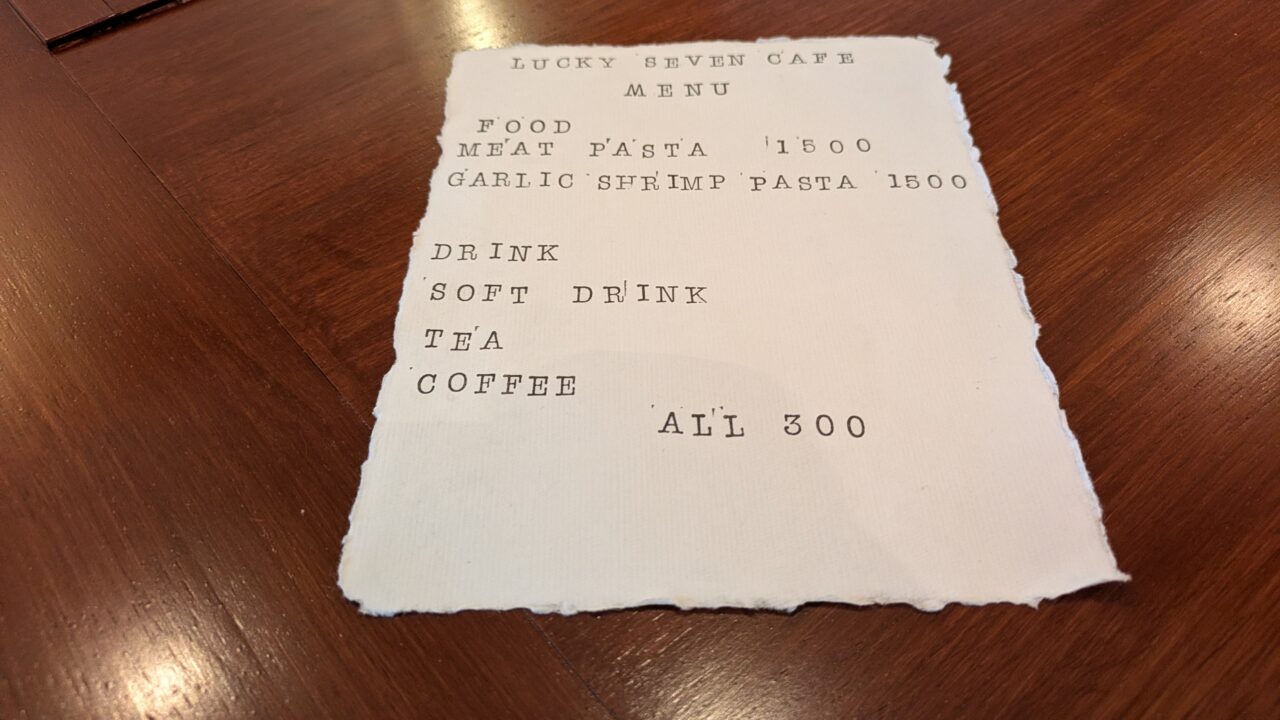 LUCKY SEVEN CAFE
MENU
FOOD
MEAT PASTA 1500
GARLIC SHRIMP PASTA 1500
DRINK
SOFT DRINK
TEA
COFFEE
ALL 300